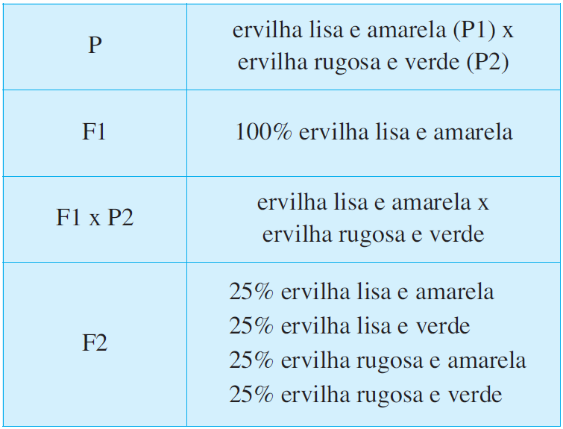 P
ervilha lisa e amarela (P1) x
ervilha rugosa e verde (P2)
F1
100% ervilha lisa e amarela
F1 x P2
ervilha lisa e amarela x
ervilha rugosa e verde
F2
25% ervilha lisa e amarela
25% ervilha lisa e verde
25% ervilha rugosa e amarela
25% ervilha rugosa e verde